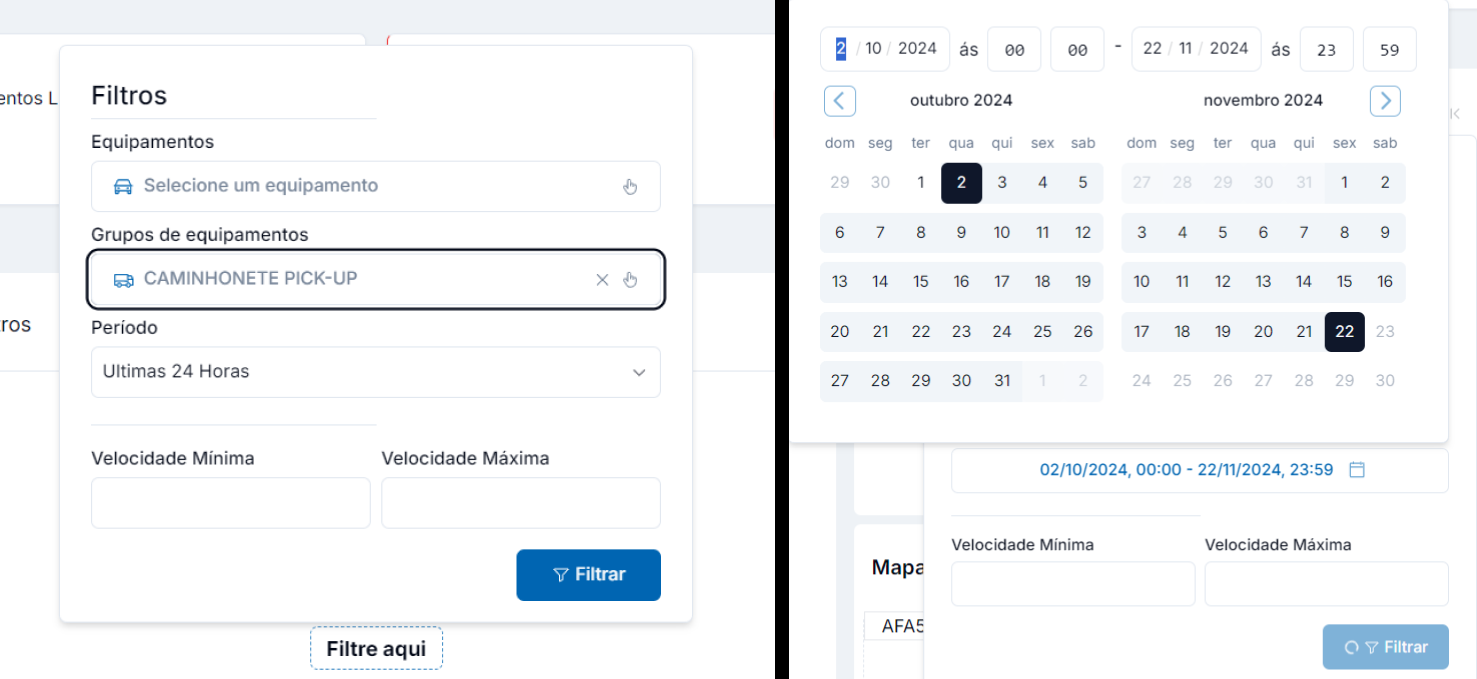 entos L
Filtros
Equipamentos
Selecione um equipamento
Grupos de equipamentos
CAMINHONETE PICK-UP
ros
Período
Ultimas 24 Horas
Velocidade Mínima Velocidade Máxima
Filtrar
Filtre aqui
2 / 10 / 2024 ás 00 00 - 22 / 11 / 2024 ás 23 59
outubro 2024 novembro 2024
dom seg ter qua qui sex sab dom seg ter qua qui sex sab
29 30 1 2 3 4 5 27 28 29 30 31 1 2
6 7 8 9 10 11 12 3 4 5 6 7 8 9
13 14 15 16 17 18 19 10 11 12 13 14 15 16
20 21 22 23 24 25 26 17 18 19 20 21 22 23
27 28 29 30 31 1 2 24 25 26 27 28 29 30
02/10/2024, 00:00 - 22/11/2024, 23:59
Velocidade Mínima Velocidade Máxima
Mapa
AFA5
Filtrar